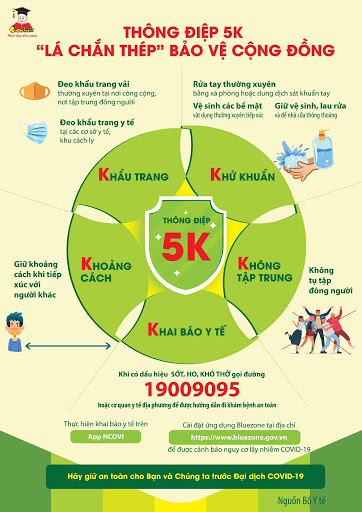 THÔNG ĐIỆP 5K
“LÁ CHẮN THÉP” BẢO VỆ CỘNG ĐỒNG
Đeo khẩu trang vải
thường xuyên tại nơi công cộng,
nơi tập trung đông người
Đeo khẩu trang y tế
tại các cơ sở y tế,
khu cách ly
Rửa tay thường xuyên
bằng xà phòng hoặc dung dịch sát khuẩn tay
Vệ sinh các bề mặt
vật dụng thường xuyên tiếp xúc
Giữ vệ sinh, lau rửa
và để nhà cửa thông thoáng
KHẨU TRANG
KHỬ KHUẨN
THÔNG ĐIỆP
5K
KHOẢNG
CÁCH
KHÔNG
TẬP TRUNG
KHAI BÁO Y TẾ
Giữ khoảng
cách khi tiếp
xúc với
người khác
Không
tụ tập
đông người
Khi có dấu hiệu SỐT, HO, KHÓ THỞ gọi đường
19009095
hoặc cơ quan y tế địa phương để được hướng dẫn đi khám bệnh an toàn
Thực hiện khai báo y tế trên
App NCOVI
Cài đặt ứng dụng Bluezone tại địa chỉ
https://www.bluezone.gov.vn
để được cảnh báo nguy cơ lây nhiễm COVID-19
Hãy giữ an toàn cho Bạn và Chúng ta trước Đại dịch COVID-19
Nguồn Bộ Y tế